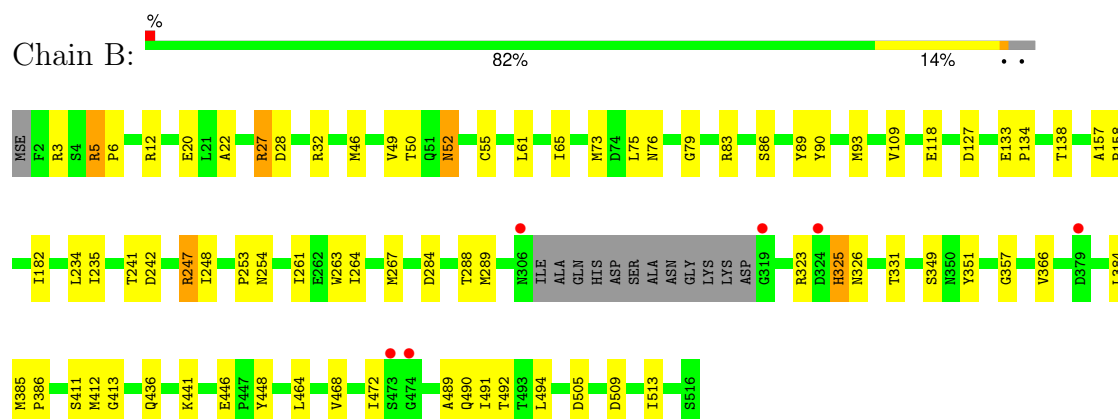 %
Chain B:
82% 14% • •
MSE F2 R3 S4 R5 P6 R12 E20 L21 A22 R27 D28 R32 M46 V49 T50 Q51 N52 C55 L61 I65 M73 D74 L75 N76 G79 R83 S86 Y89 Y90 M93 V109 E118 D127 E133 P134 T138 A157
I182 L234 I235 T241 D242 R247 I248 P253 N254 I261 E262 W263 I264 M267 D284 T288 M289 N306 ILE ALA GLN HIS ASP SER ALA ASN GLY LYS LYS ASP G319 R323 D324 H325 N326 T331 S349 N350 Y351 G357 V366 D379 L384
M385 P386 S411 M412 G413 Q436 K441 E446 P447 Y448 L464 V468 I472 S473 G474 A489 Q490 I491 T492 T493 L494 D505 D509 I513 S516